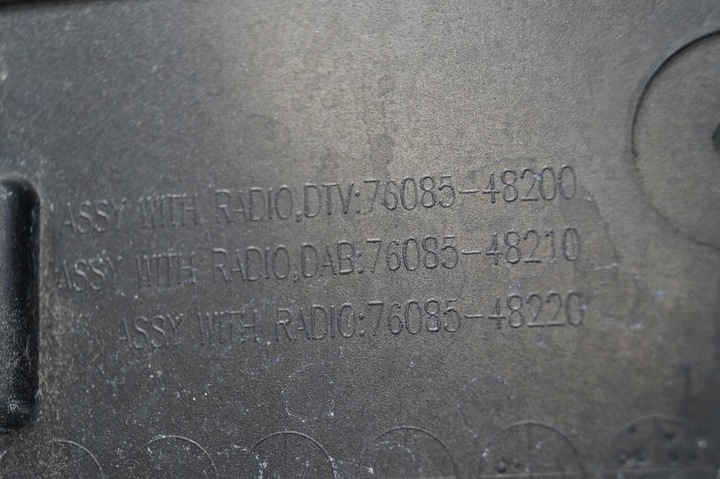 ASSY WITH RADIO,DTV:76085-48200
ASSY WITH RADIO,DAB:76085-48210
ASSY WITH RADIO:76085-48220